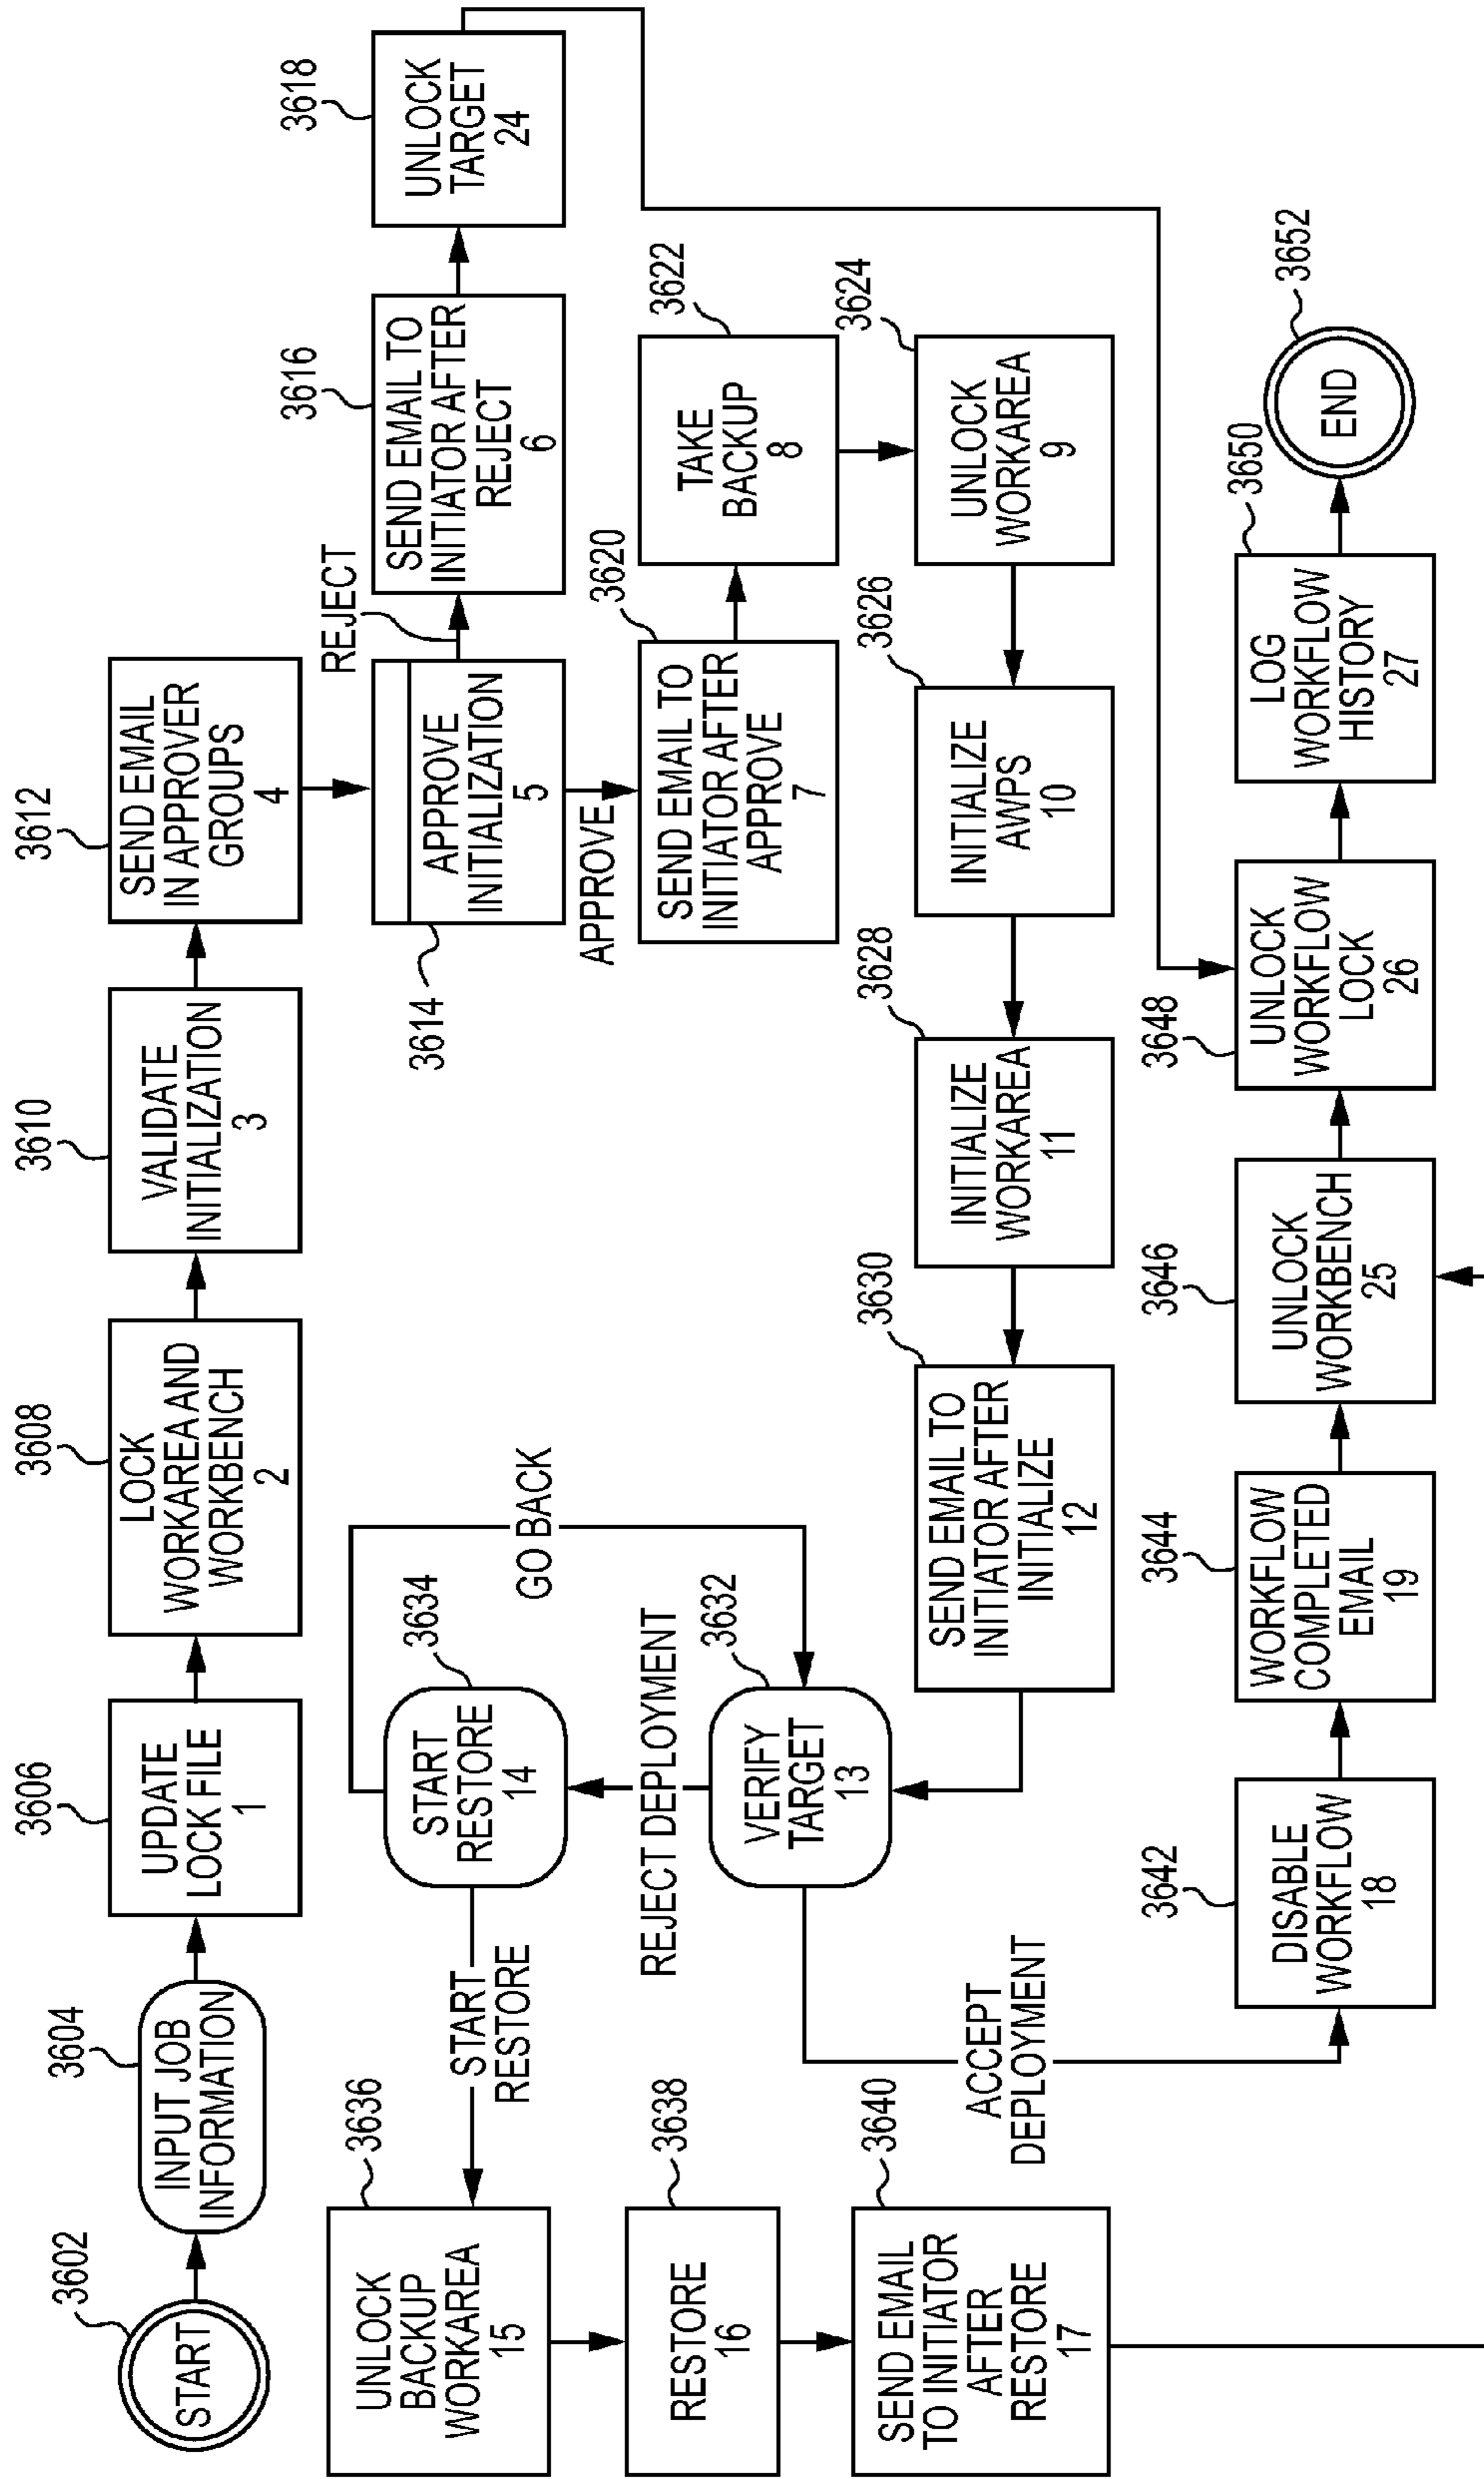 3602
START
3604
INPUT JOB
INFORMATION
3606
UPDATE
LOCK FILE
1
3608
LOCK
WORKAREA AND
WORKBENCH
2
3610
VALIDATE
INITIALIZATION
3
3612
SEND EMAIL
IN APPROVER
GROUPS
4
3614
APPROVE
INITIALIZATION
5
REJECT
3616
SEND EMAIL TO
INITIATOR AFTER
REJECT
6
3618
UNLOCK
TARGET
24
APPROVE
3620
SEND EMAIL TO
INITIATOR AFTER
APPROVE
7
3622
TAKE
BACKUP
8
3624
UNLOCK
WORKAREA
9
3626
INITIALIZE
AWPS
10
3628
INITIALIZE
WORKAREA
11
3630
SEND EMAIL TO
INITIATOR AFTER
INITIALIZE
12
3632
VERIFY
TARGET
13
REJECT DEPLOYMENT
3634
START
RESTORE
14
GO BACK
START
RESTORE
3636
UNLOCK
BACKUP
WORKAREA
15
3638
RESTORE
16
3640
SEND EMAIL
TO INITIATOR
AFTER
RESTORE
17
ACCEPT
DEPLOYMENT
3642
DISABLE
WORKFLOW
18
3644
WORKFLOW
COMPLETED
EMAIL
19
3646
UNLOCK
WORKBENCH
25
3648
UNLOCK
WORKFLOW
LOCK
26
3650
LOG
WORKFLOW
HISTORY
27
3652
END